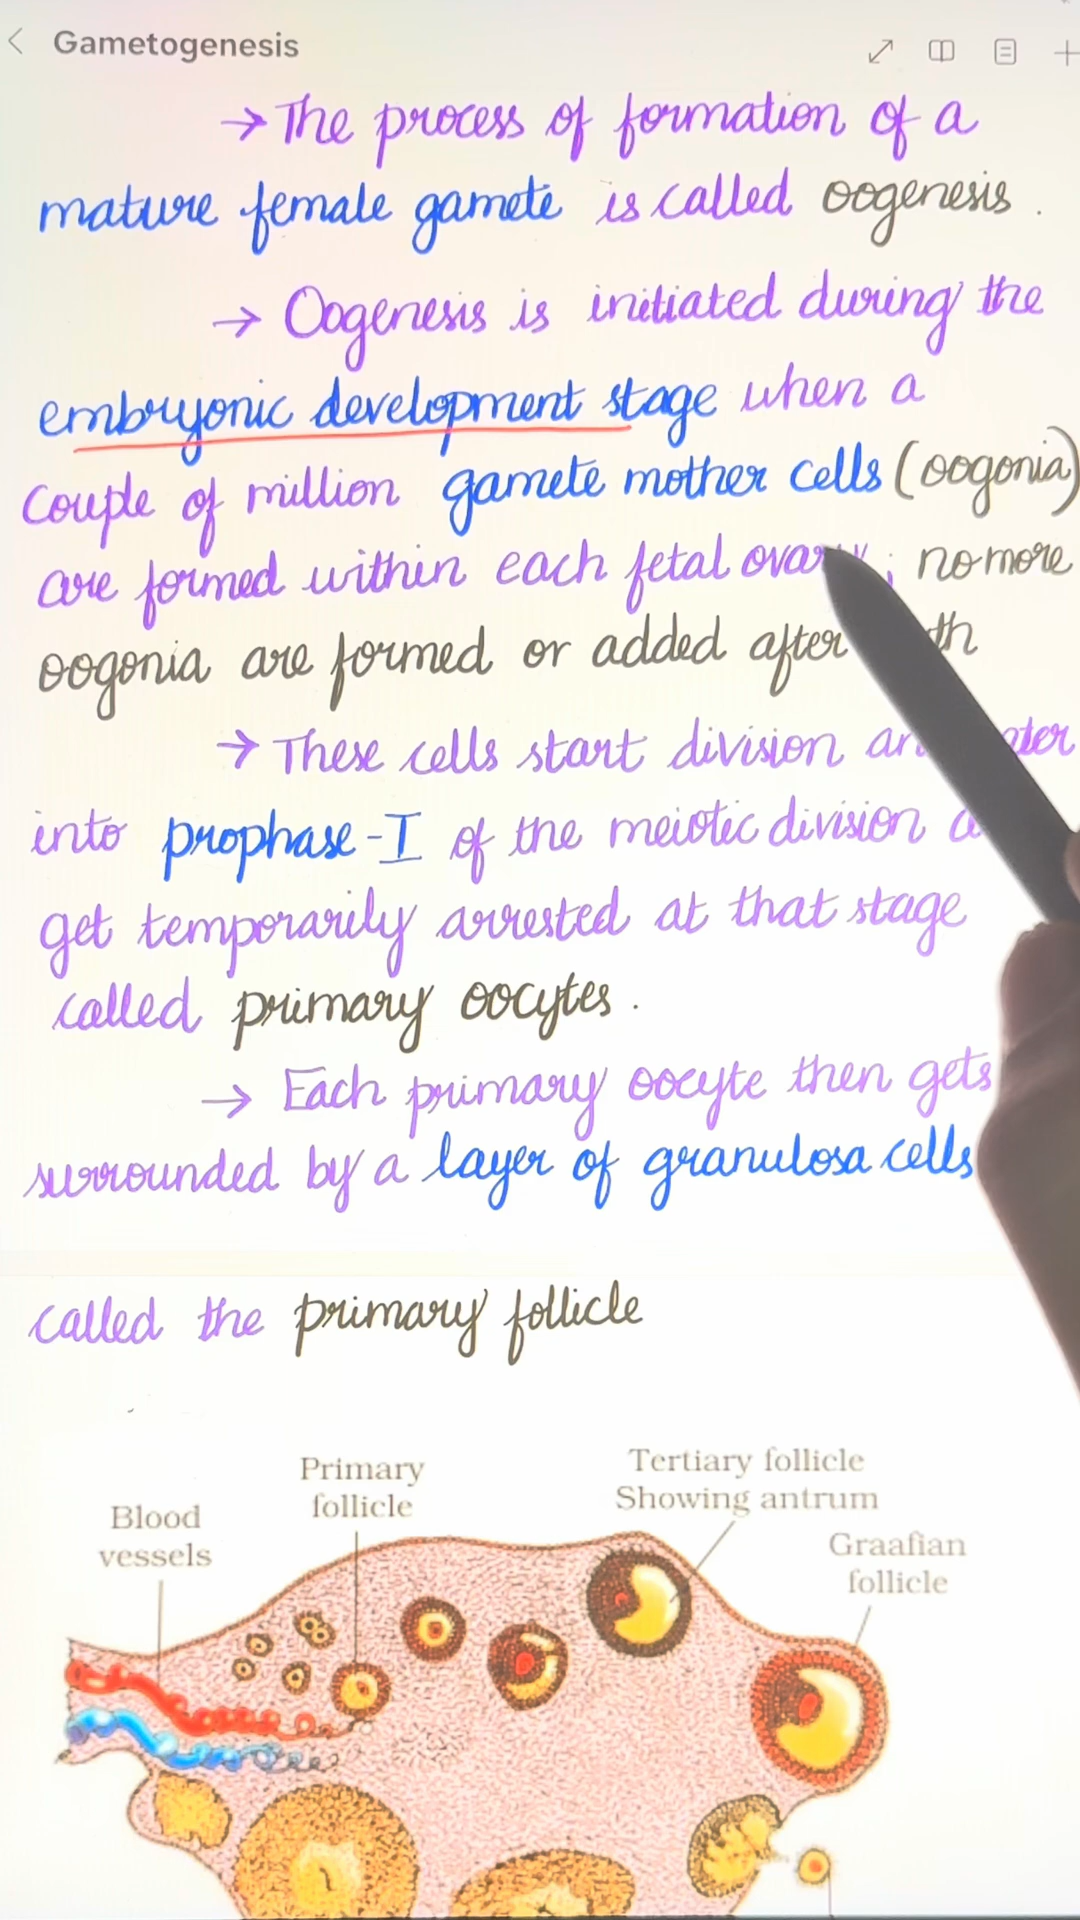 Gametogenesis
→ The process of formation of a
mature female gamete is called oogenesis.
→ Oogenesis is initiated during the
embryonic development stage when a
couple of million gamete mother cells (oogonia)
are formed within each fetal ovary; no more
oogonia are formed or added after
→ These cells start division
into prophase-I of the meiotic division
get temporarily arrested at that stage
called primary oocytes.
→ Each primary oocyte then gets
surrounded by a layer of granulosa cells
called the primary follicle
Blood
vessels
Primary
follicle
Tertiary follicle
Showing antrum
Graafian
follicle